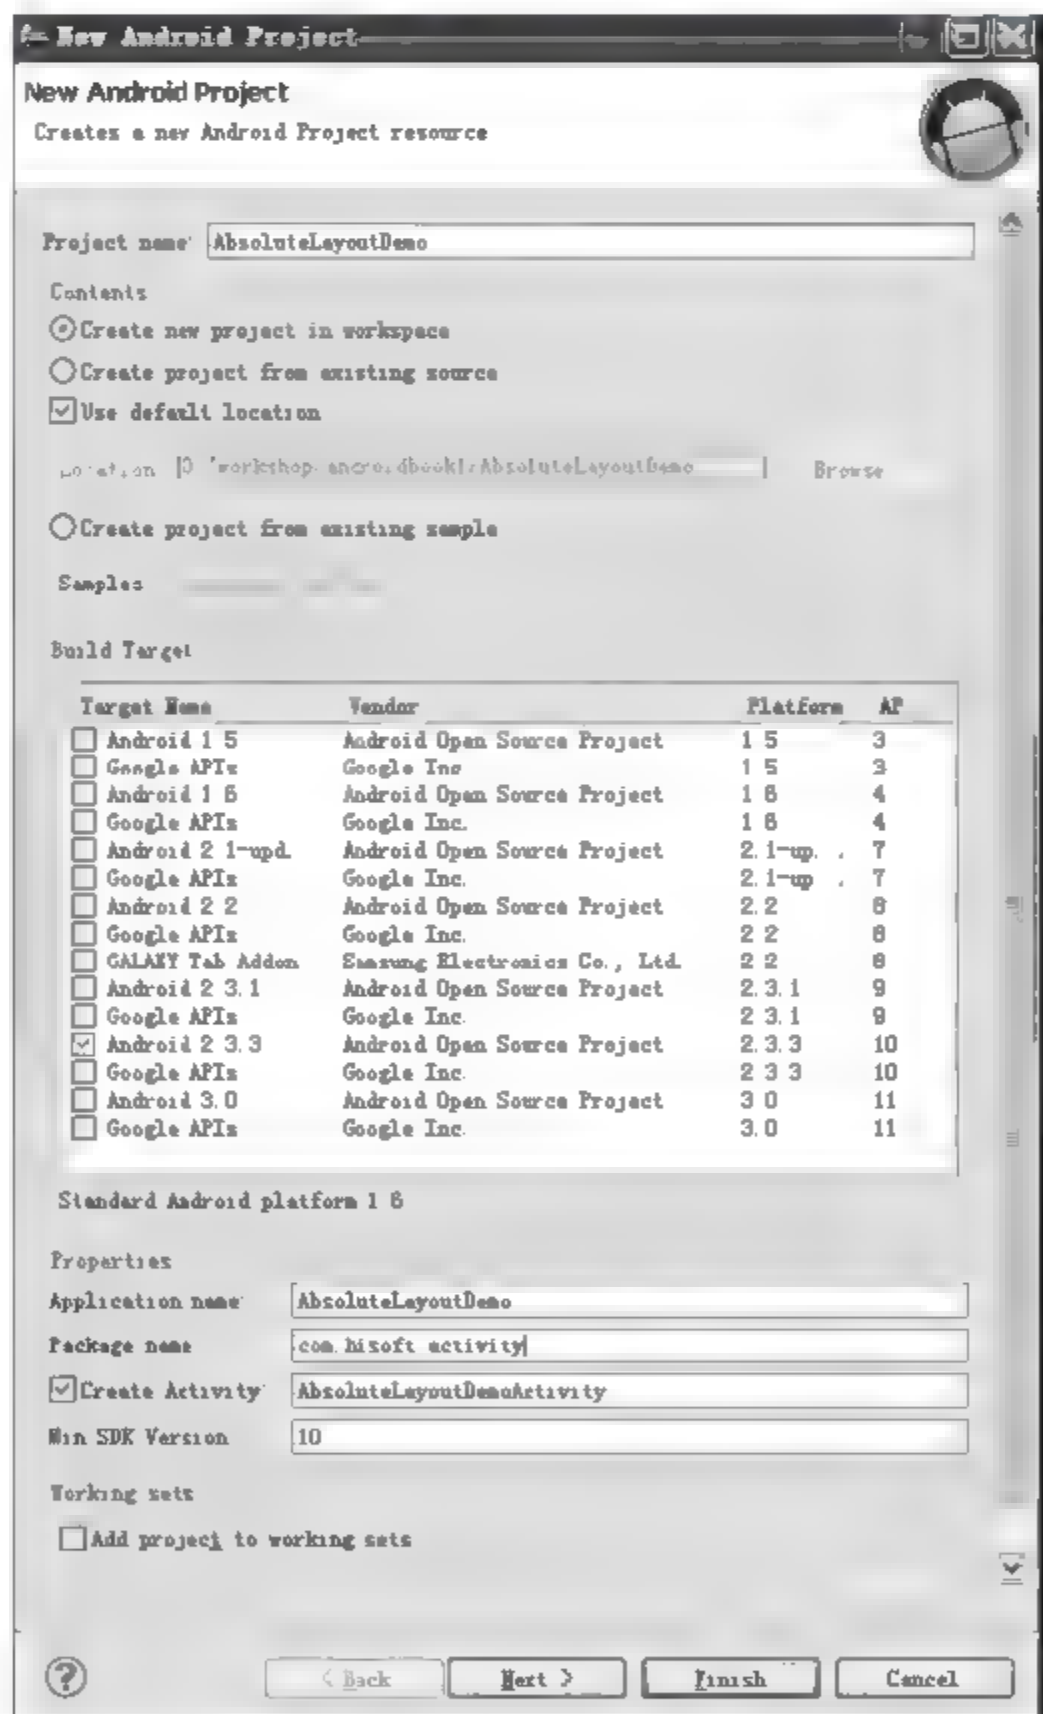 New Android Project
New Android Project
Creates a new Android Project resource
Project name: AbsoluteLayoutDemo
Contents
Create new project in workspace
Create project from existing source
Use default location
Location AbsoluteLayoutDemo Browse
Create project from existing sample
Samples
Build Target
Target Name Vendor Platform AP
Android 1 5 Android Open Source Project 1 5 3
Google APIs Google Inc 1 5 3
Android 1 6 Android Open Source Project 1 6 4
Google APIs Google Inc. 1 6 4
Android 2 1-upd. Android Open Source Project 2.1-up. . 7
Google APIs Google Inc. 2.1-up . 7
Android 2 2 Android Open Source Project 2.2 8
Google APIs Google Inc. 2 2 8
GALAXY Tab Addon Samsung Electronics Co., Ltd. 2 2 8
Android 2 3.1 Android Open Source Project 2.3.1 9
Google APIs Google Inc. 2 3.1 9
Android 2 3.3 Android Open Source Project 2.3.3 10
Google APIs Google Inc. 2 3 3 10
Android 3.0 Android Open Source Project 3 0 11
Google APIs Google Inc. 3.0 11
Standard Android platform 1 6
Properties
Application name: AbsoluteLayoutDemo
Package name com.hisoft activity
Create Activity: AbsoluteLayoutDemoActivity
Min SDK Version 10
Working sets
Add project to working sets
< Back Next > Finish Cancel